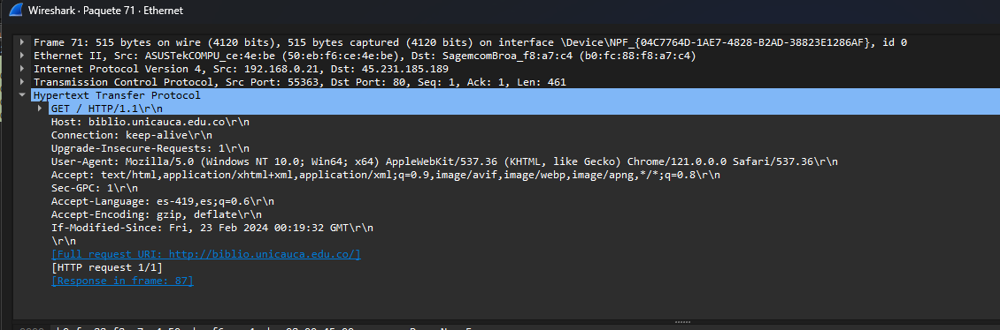 Wireshark · Paquete 71 · Ethernet
Frame 71: 515 bytes on wire (4120 bits), 515 bytes captured (4120 bits) on interface \Device\NPF_{04C7764D-1AE7-4828-B2AD-38823E1286AF}, id 0
Ethernet II, Src: ASUSTekCOMPU_ce:4e:be (50:eb:f6:ce:4e:be), Dst: SagemcomBroa_f8:a7:c4 (b0:fc:88:f8:a7:c4)
Internet Protocol Version 4, Src: 192.168.0.21, Dst: 45.231.185.189
Transmission Control Protocol, Src Port: 55363, Dst Port: 80, Seq: 1, Ack: 1, Len: 461
Hypertext Transfer Protocol
GET / HTTP/1.1\r\n
Host: biblio.unicauca.edu.co\r\n
Connection: keep-alive\r\n
Upgrade-Insecure-Requests: 1\r\n
User-Agent: Mozilla/5.0 (Windows NT 10.0; Win64; x64) AppleWebKit/537.36 (KHTML, like Gecko) Chrome/121.0.0.0 Safari/537.36\r\n
Accept: text/html,application/xhtml+xml,application/xml;q=0.9,image/avif,image/webp,image/apng,*/*;q=0.8\r\n
Sec-GPC: 1\r\n
Accept-Language: es-419,es;q=0.6\r\n
Accept-Encoding: gzip, deflate\r\n
If-Modified-Since: Fri, 23 Feb 2024 00:19:32 GMT\r\n
\r\n
[Full request URI: http://biblio.unicauca.edu.co/]
[HTTP request 1/1]
[Response in frame: 87]